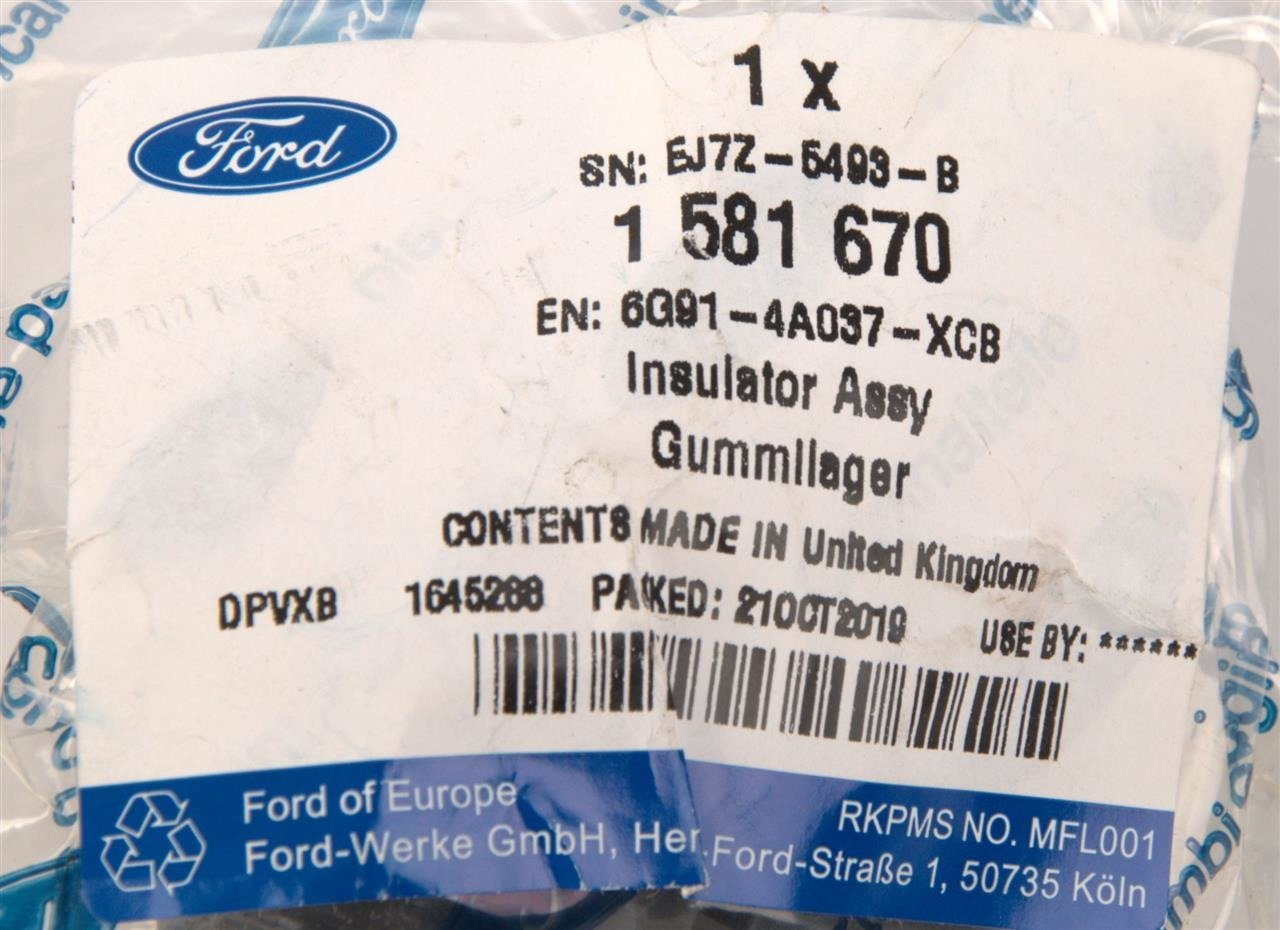 Ford
1 x
SN: EJ7Z-5493-B
1 581 670
EN: 6G91-4A037-XCB
Insulator Assy
Gummilager
CONTENTS MADE IN United Kingdom
DPVXB 1645288 PACKED: 21OCT2019 USE BY: ******
Ford of Europe
Ford-Werke GmbH, Her.Ford-Straße 1, 50735 Köln
RKPMS NO. MFL001